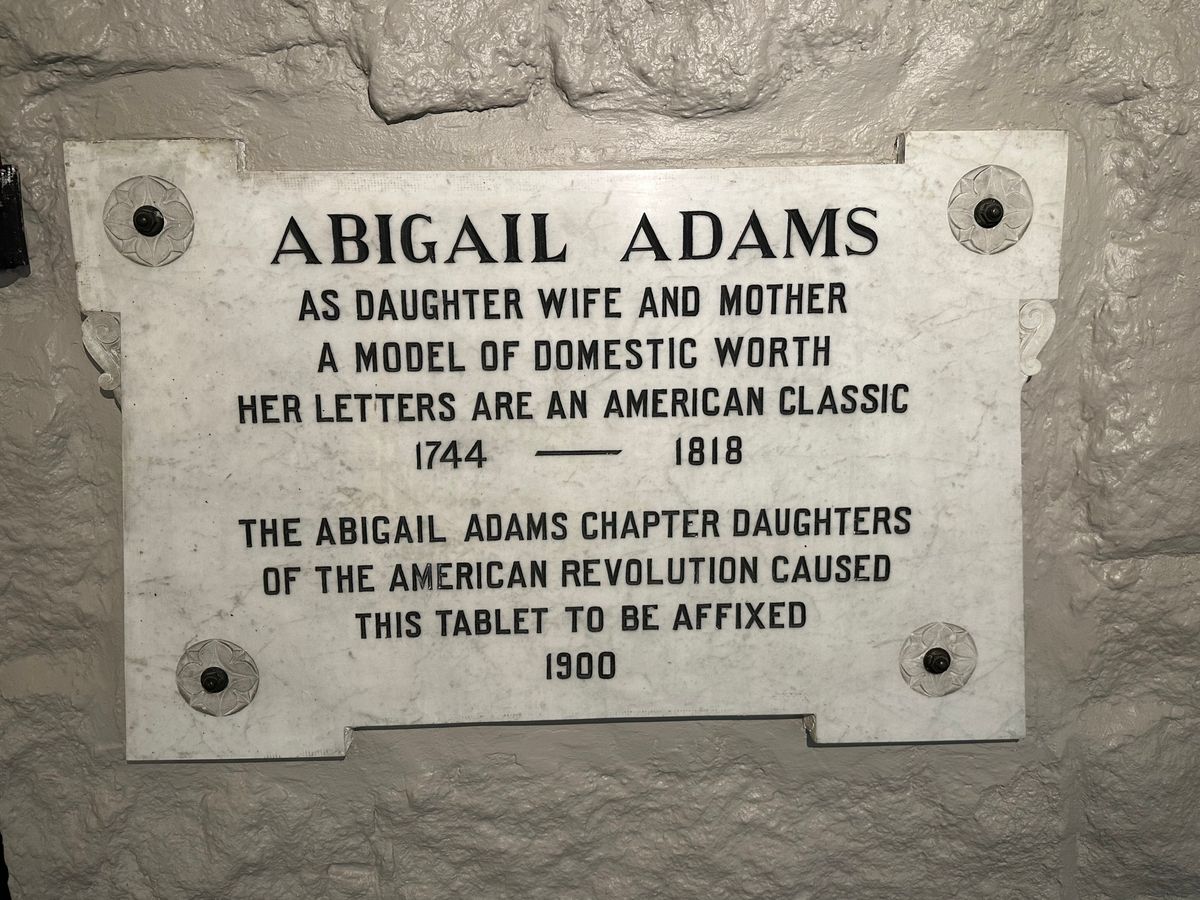 ABIGAIL ADAMS
AS DAUGHTER WIFE AND MOTHER
A MODEL OF DOMESTIC WORTH
HER LETTERS ARE AN AMERICAN CLASSIC
1744 — 1818
THE ABIGAIL ADAMS CHAPTER DAUGHTERS
OF THE AMERICAN REVOLUTION CAUSED
THIS TABLET TO BE AFFIXED
1900